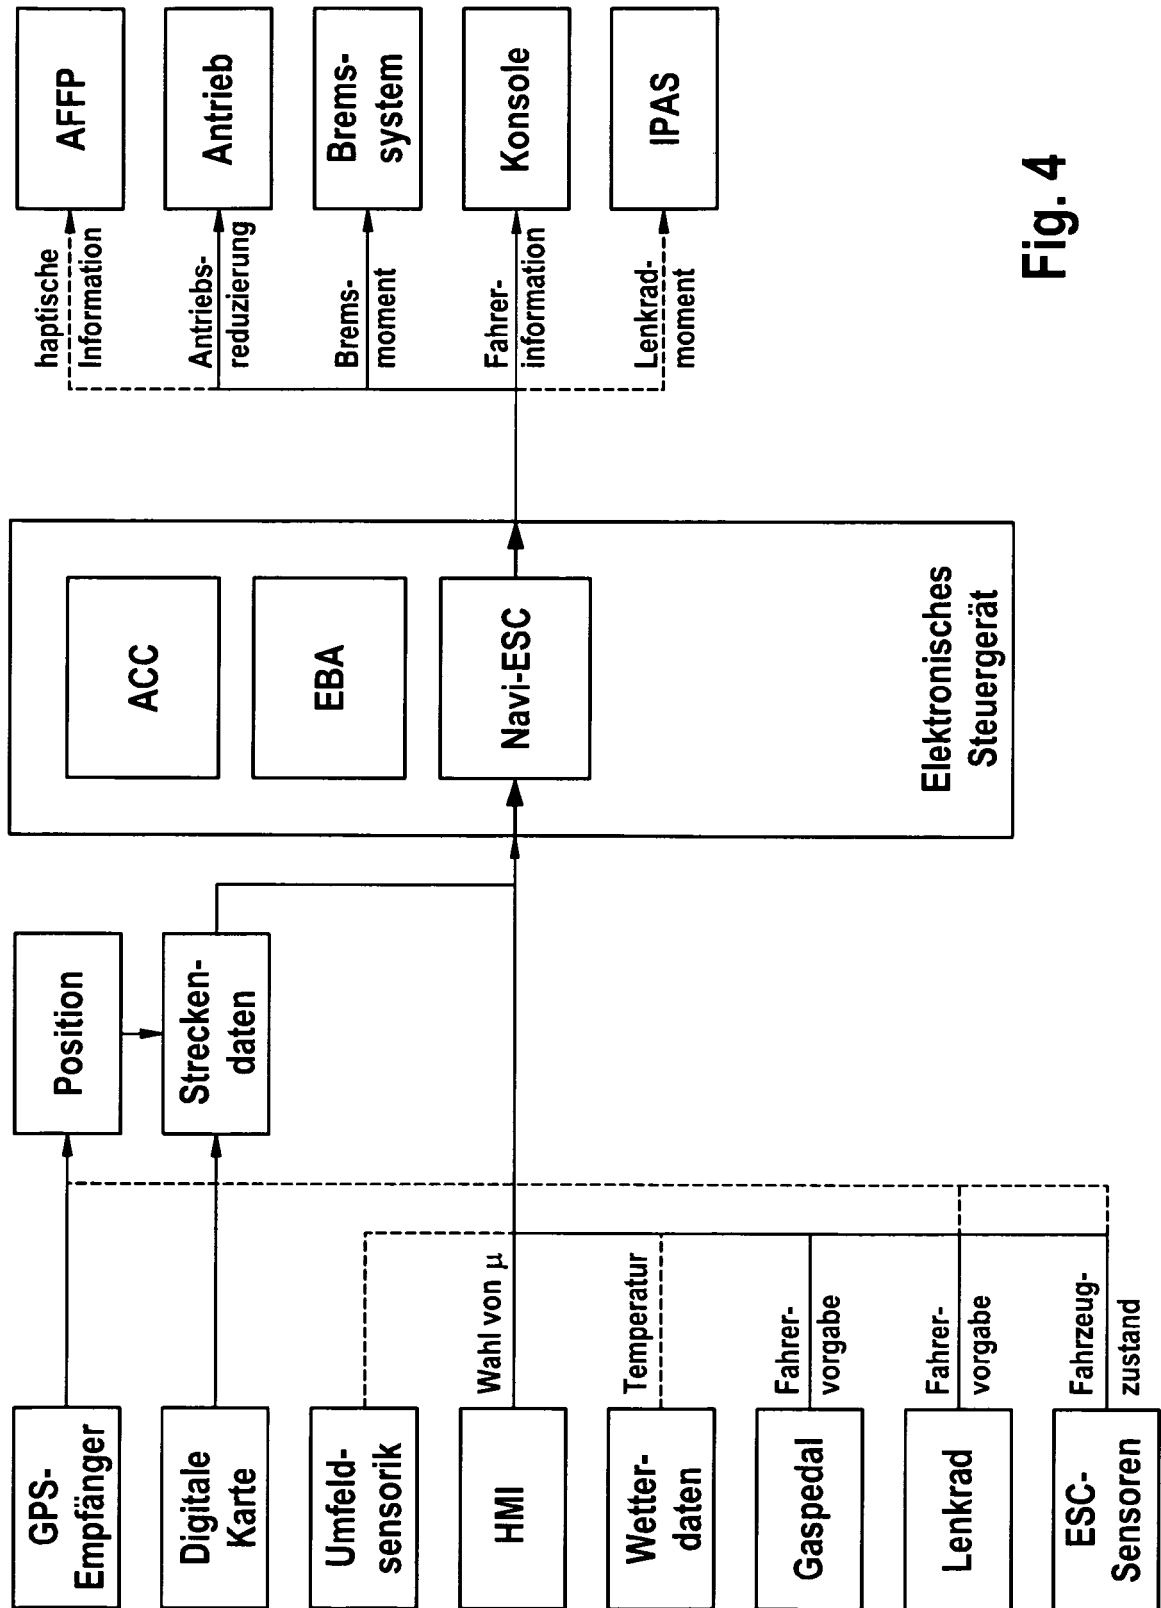 GPS-
Empfänger
Digitale
Karte
Umfeld-
sensorik
HMI
Wetter-
daten
Gaspedal
Lenkrad
ESC-
Sensoren
Wahl von μ
Temperatur
Fahrer-
vorgabe
Fahrer-
vorgabe
Fahrzeug-
zustand
Position
Strecken-
daten
ACC
EBA
Navi-ESC
Elektronisches
Steuergerät
haptische
Information
Antriebs-
reduzierung
Brems-
moment
Fahrer-
information
Lenkrad-
moment
AFFP
Antrieb
Brems-
system
Konsole
IPAS
Fig. 4